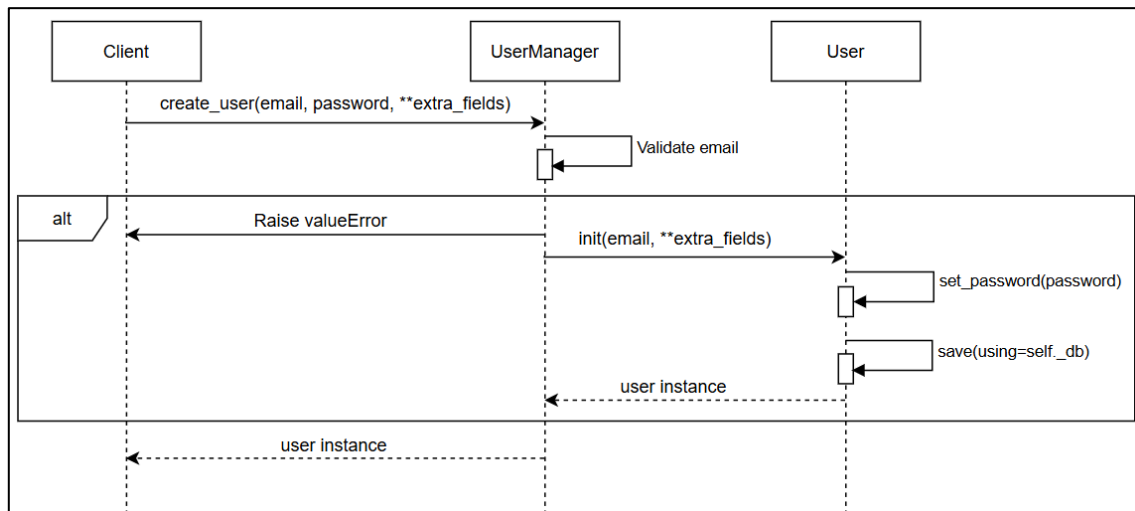 Client
UserManager
User
create_user(email, password, **extra_fields)
Validate email
alt
Raise valueError
init(email, **extra_fields)
set_password(password)
save(using=self._db)
user instance
user instance